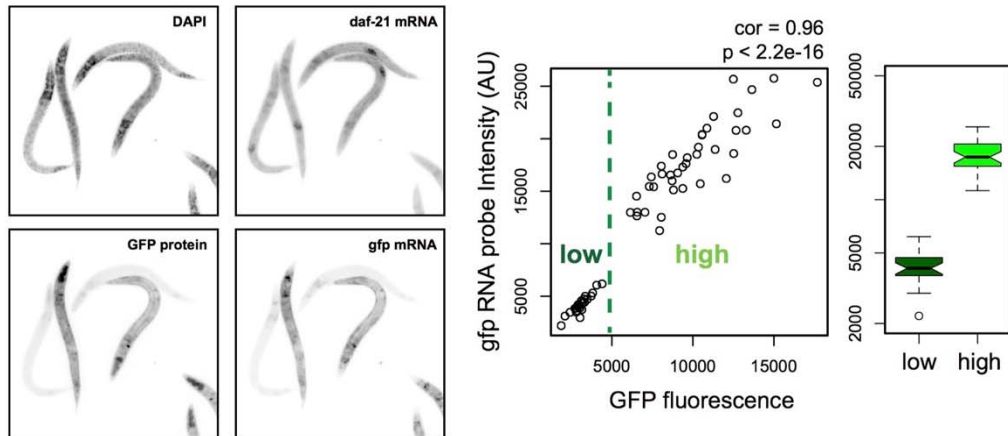 DAPI
daf-21 mRNA
GFP protein
gfp mRNA
cor = 0.96
p < 2.2e-16
gfp RNA probe Intensity (AU)
25000
15000
5000
low
high
5000
10000
15000
GFP fluorescence
50000
20000
10000
5000
2000
low
high